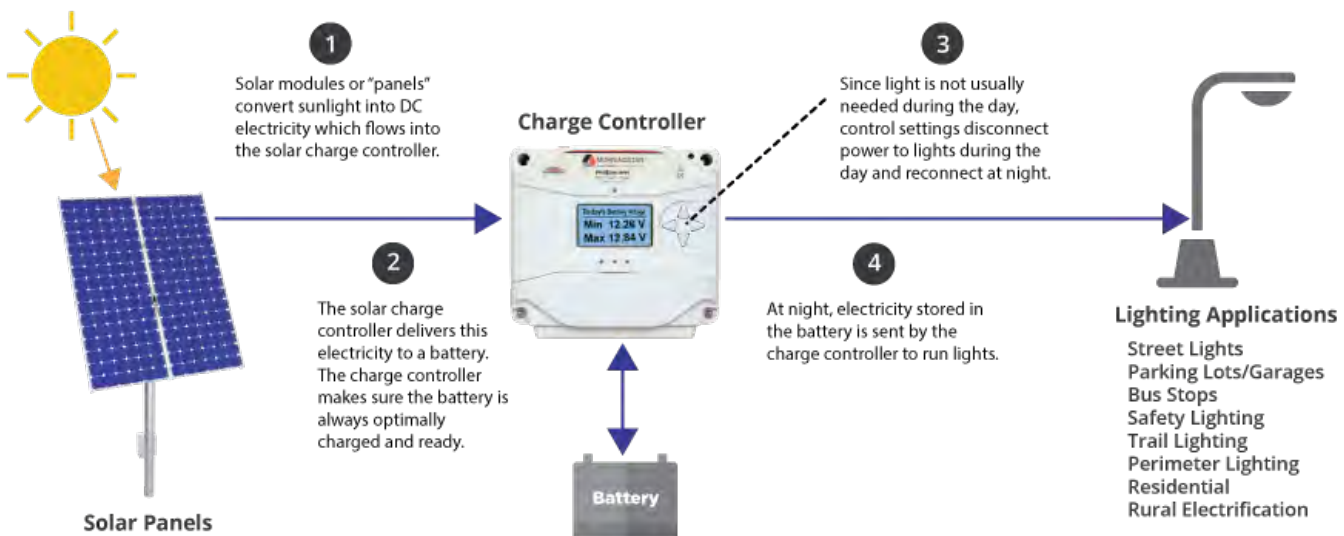 1
Solar modules or “panels”
convert sunlight into DC
electricity which flows into
the solar charge controller.
Charge Controller
3
Since light is not usually
needed during the day,
control settings disconnect
power to lights during the
day and reconnect at night.
MORNINGSTAR
Today's Battery Voltage
Min 12.26 V
Max 12.84 V
2
The solar charge
controller delivers this
electricity to a battery.
The charge controller
makes sure the battery is
always optimally
charged and ready.
4
At night, electricity stored in
the battery is sent by the
charge controller to run lights.
Battery
Solar Panels
Lighting Applications
Street Lights
Parking Lots/Garages
Bus Stops
Safety Lighting
Trail Lighting
Perimeter Lighting
Residential
Rural Electrification